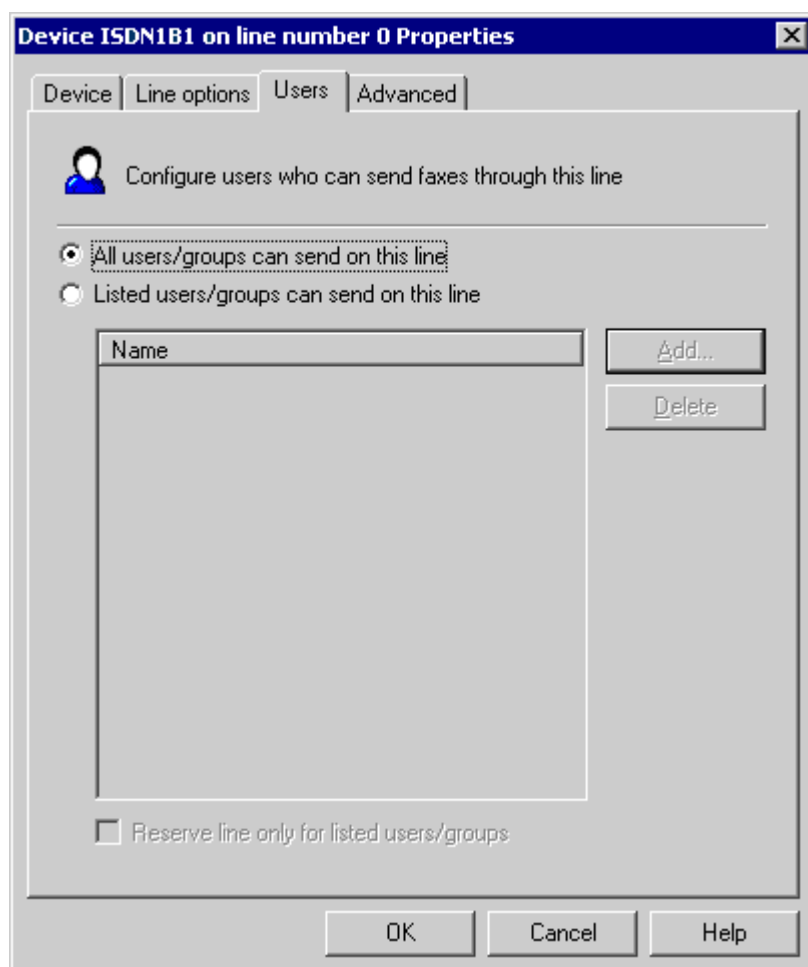 Device ISDN1B1 on line number 0 Properties
Device Line options Users Advanced
Configure users who can send faxes through this line
All users/groups can send on this line
Listed users/groups can send on this line
Name
Add...
Delete
Reserve line only for listed users/groups
OK Cancel Help